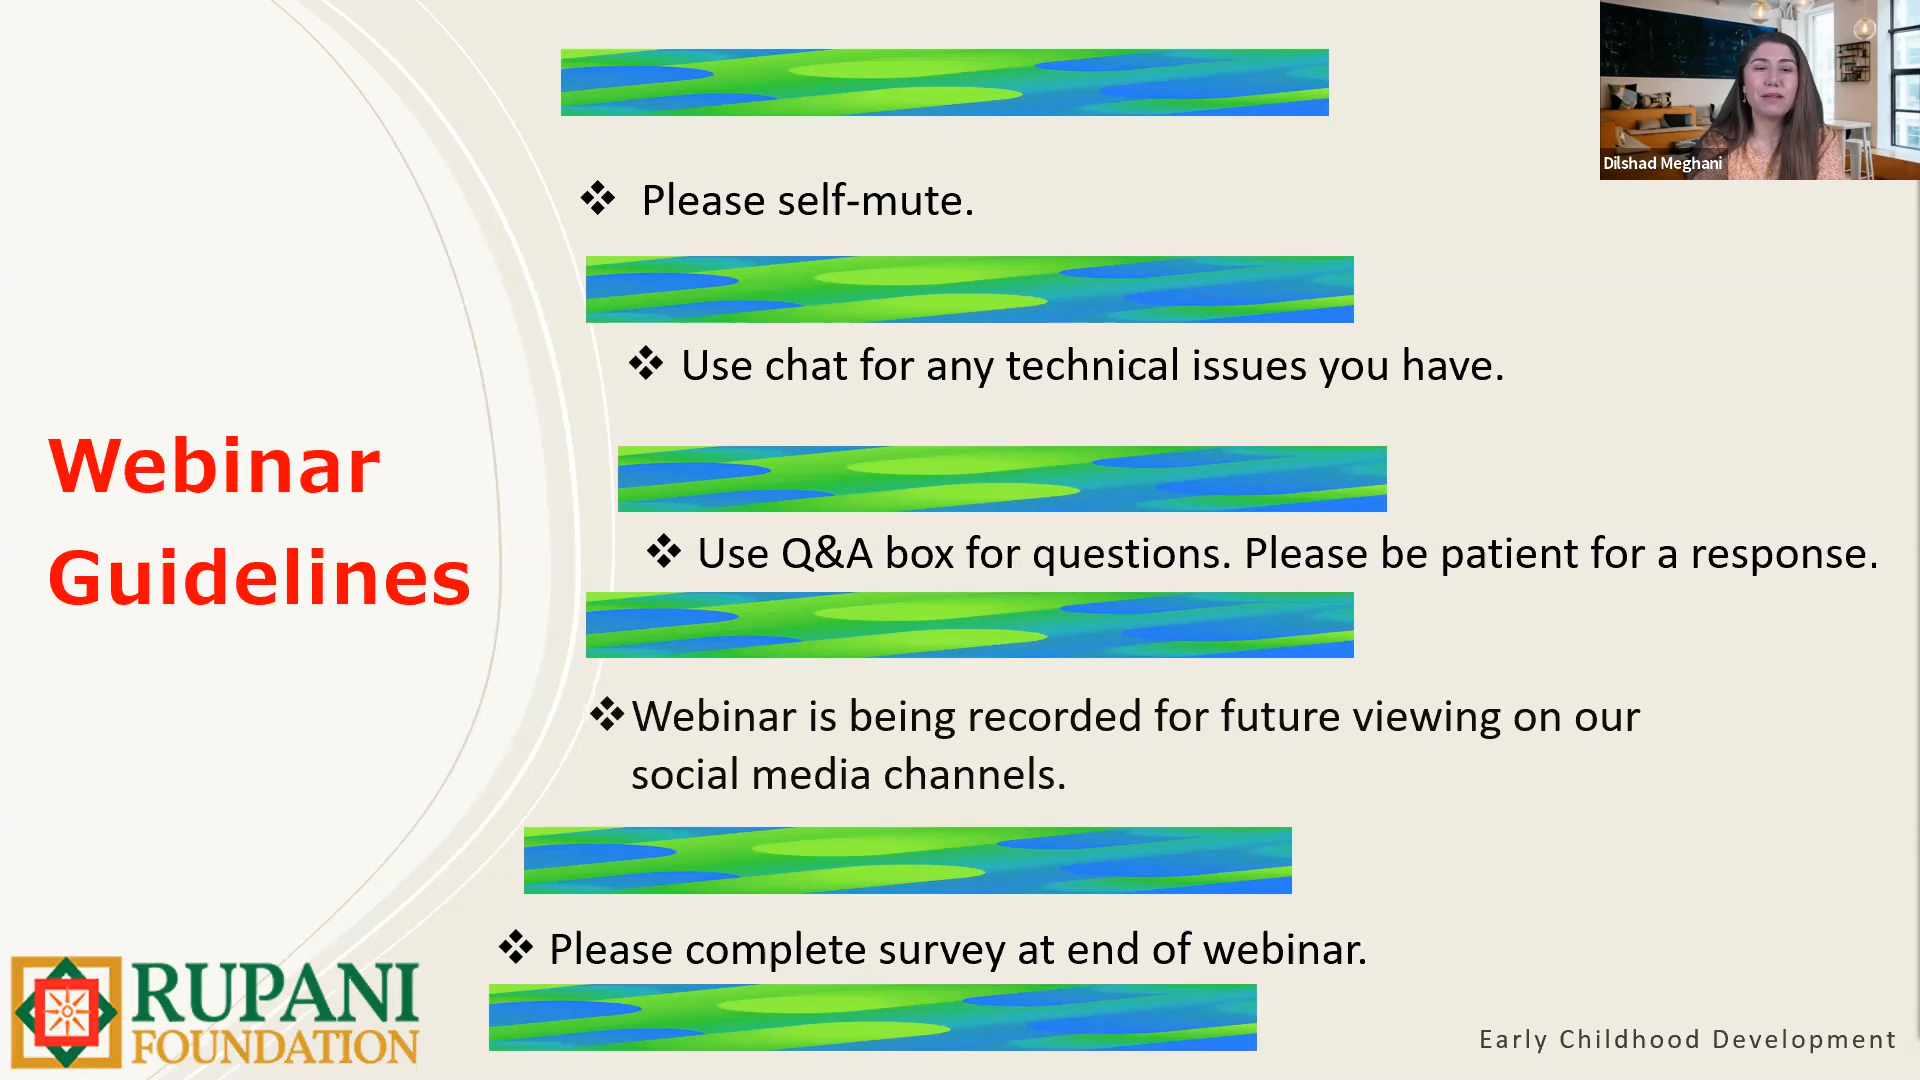 Dilshad Meghani
Please self-mute.
Use chat for any technical issues you have.
Webinar
Guidelines
Use Q&A box for questions. Please be patient for a response.
Webinar is being recorded for future viewing on our
social media channels.
Please complete survey at end of webinar.
RUPANI
FOUNDATION
Early Childhood Development